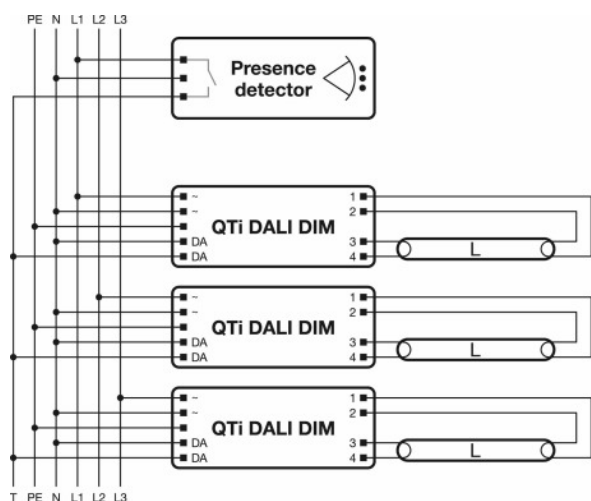 PE N L1 L2 L3
Presence
detector
~ 1
~ 2
QTi DALI DIM
DA 3
DA 4
L
~ 1
~ 2
QTi DALI DIM
DA 3
DA 4
L
~ 1
~ 2
QTi DALI DIM
DA 3
DA 4
L
T PE N L1 L2 L3